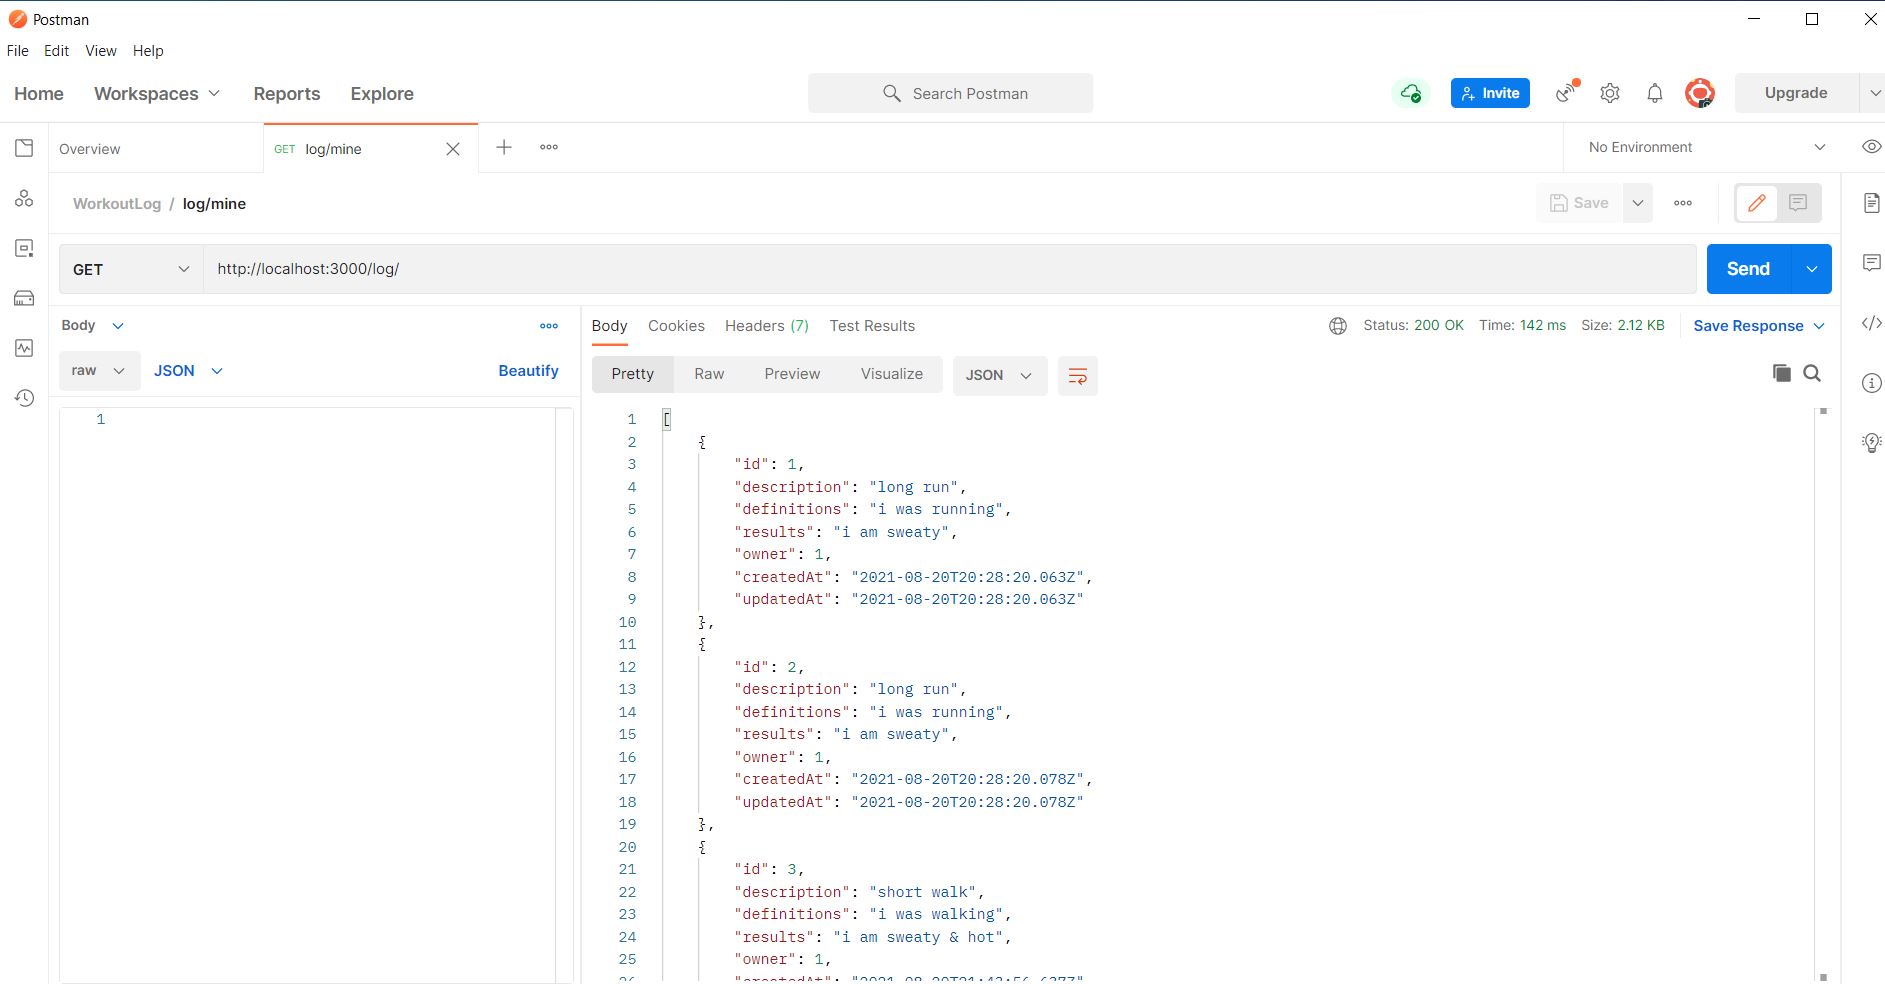 Postman
File Edit View Help
Home Workspaces Reports Explore Search Postman Invite Upgrade
Overview GET log/mine No Environment
WorkoutLog / log/mine Save
GET http://localhost:3000/log/ Send
Body Body Cookies Headers (7) Test Results Status: 200 OK Time: 142 ms Size: 2.12 KB Save Response
raw JSON Beautify Pretty Raw Preview Visualize JSON
1 1 [
2 {
3 "id": 1,
4 "description": "long run",
5 "definitions": "i was running",
6 "results": "i am sweaty",
7 "owner": 1,
8 "createdAt": "2021-08-20T20:28:20.063Z",
9 "updatedAt": "2021-08-20T20:28:20.063Z"
10 },
11 {
12 "id": 2,
13 "description": "long run",
14 "definitions": "i was running",
15 "results": "i am sweaty",
16 "owner": 1,
17 "createdAt": "2021-08-20T20:28:20.078Z",
18 "updatedAt": "2021-08-20T20:28:20.078Z"
19 },
20 {
21 "id": 3,
22 "description": "short walk",
23 "definitions": "i was walking",
24 "results": "i am sweaty & hot",
25 "owner": 1,